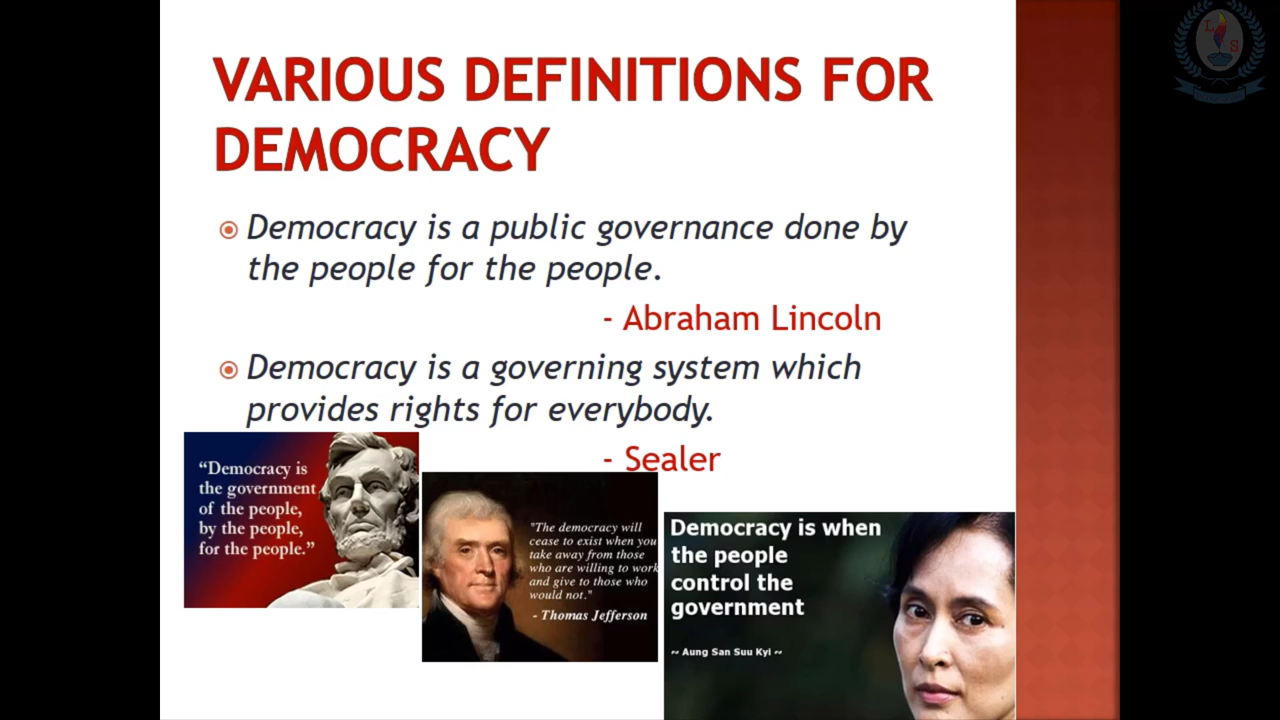 VARIOUS DEFINITIONS FOR
DEMOCRACY
Democracy is a public governance done by
the people for the people.
- Abraham Lincoln
Democracy is a governing system which
provides rights for everybody.
- Sealer
“Democracy is
the government
of the people,
by the people,
for the people.”
"The democracy will
cease to exist when you
take away from those
who are willing to work
and give to those who
would not."
- Thomas Jefferson
Democracy is when
the people
control the
government
~ Aung San Suu Kyi ~
L
S